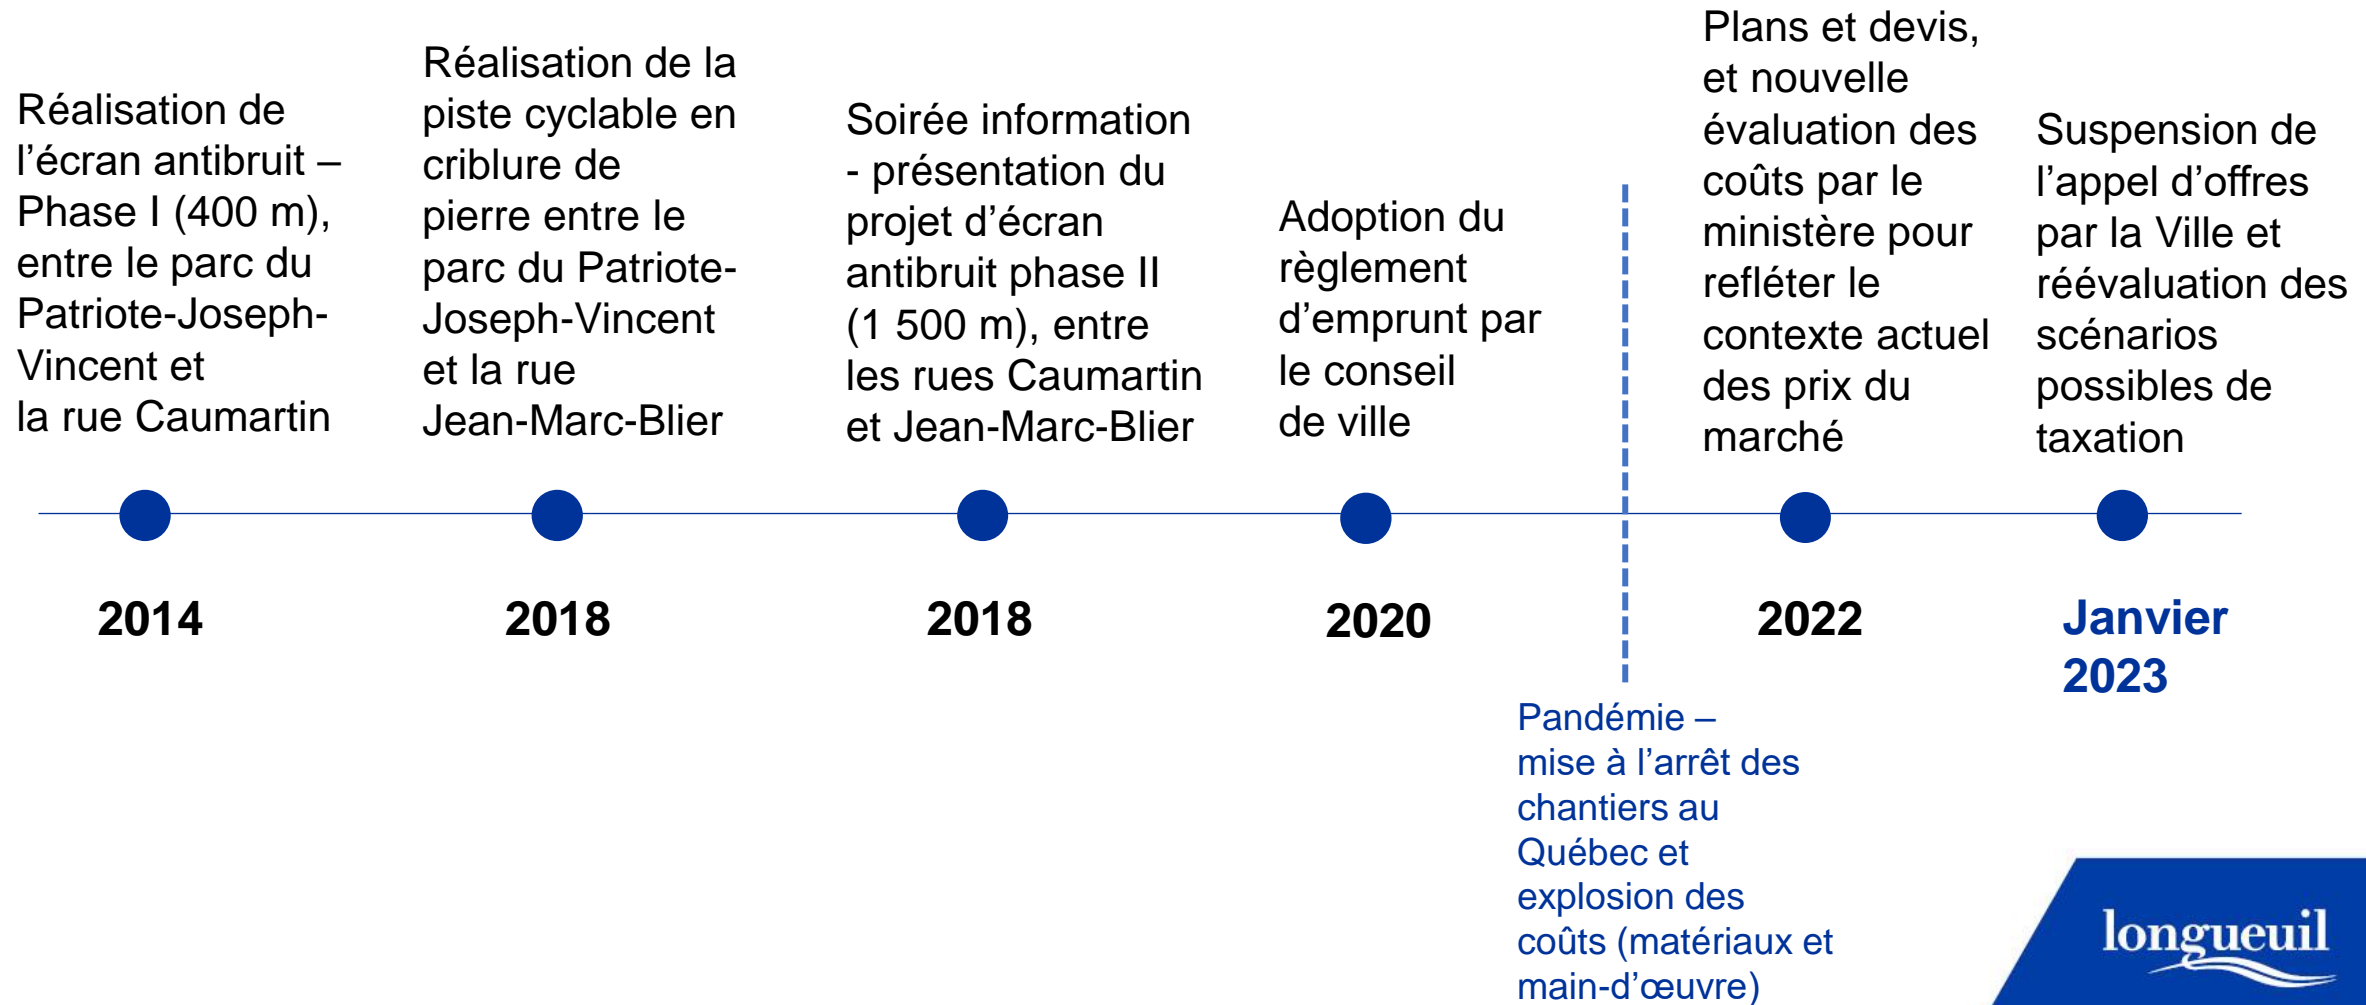 Réalisation de
l’écran antibruit –
Phase I (400 m),
entre le parc du
Patriote-Joseph-
Vincent et
la rue Caumartin
2014
Réalisation de la
piste cyclable en
criblure de
pierre entre le
parc du Patriote-
Joseph-Vincent
et la rue
Jean-Marc-Blier
2018
Soirée information
- présentation du
projet d’écran
antibruit phase II
(1 500 m), entre
les rues Caumartin
et Jean-Marc-Blier
2018
Adoption du
règlement
d’emprunt par
le conseil
de ville
2020
Pandémie –
mise à l’arrêt des
chantiers au
Québec et
explosion des
coûts (matériaux et
main-d’œuvre)
Plans et devis,
et nouvelle
évaluation des
coûts par le
ministère pour
refléter le
contexte actuel
des prix du
marché
2022
Suspension de
l’appel d’offres
par la Ville et
réévaluation des
scénarios
possibles de
taxation
Janvier
2023
longueuil